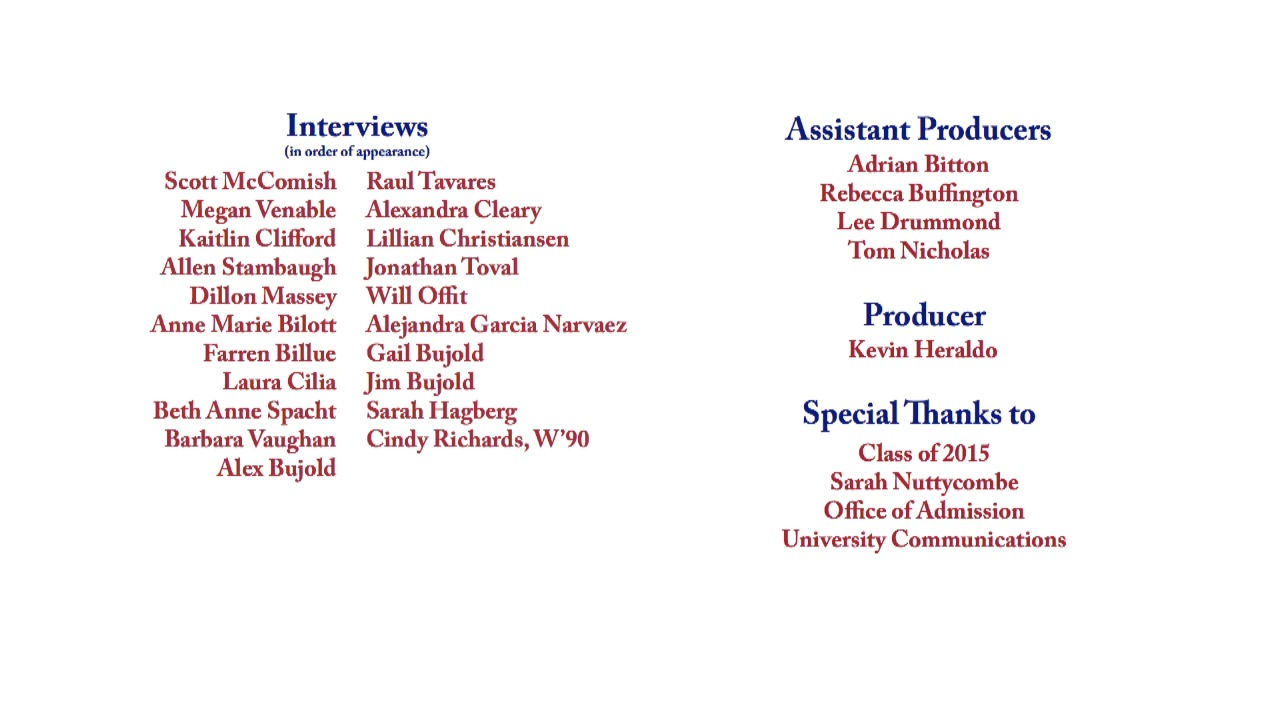 Interviews
(in order of appearance)
Scott McComish
Megan Venable
Kaitlin Clifford
Allen Stambaugh
Dillon Massey
Anne Marie Bilott
Farren Billue
Laura Cilia
Beth Anne Spacht
Barbara Vaughan
Alex Bujold
Raul Tavares
Alexandra Cleary
Lillian Christiansen
Jonathan Toval
Will Offit
Alejandra Garcia Narvaez
Gail Bujold
Jim Bujold
Sarah Hagberg
Cindy Richards, W’90
Assistant Producers
Adrian Bitton
Rebecca Buffington
Lee Drummond
Tom Nicholas
Producer
Kevin Heraldo
Special Thanks to
Class of 2015
Sarah Nuttycombe
Office of Admission
University Communications